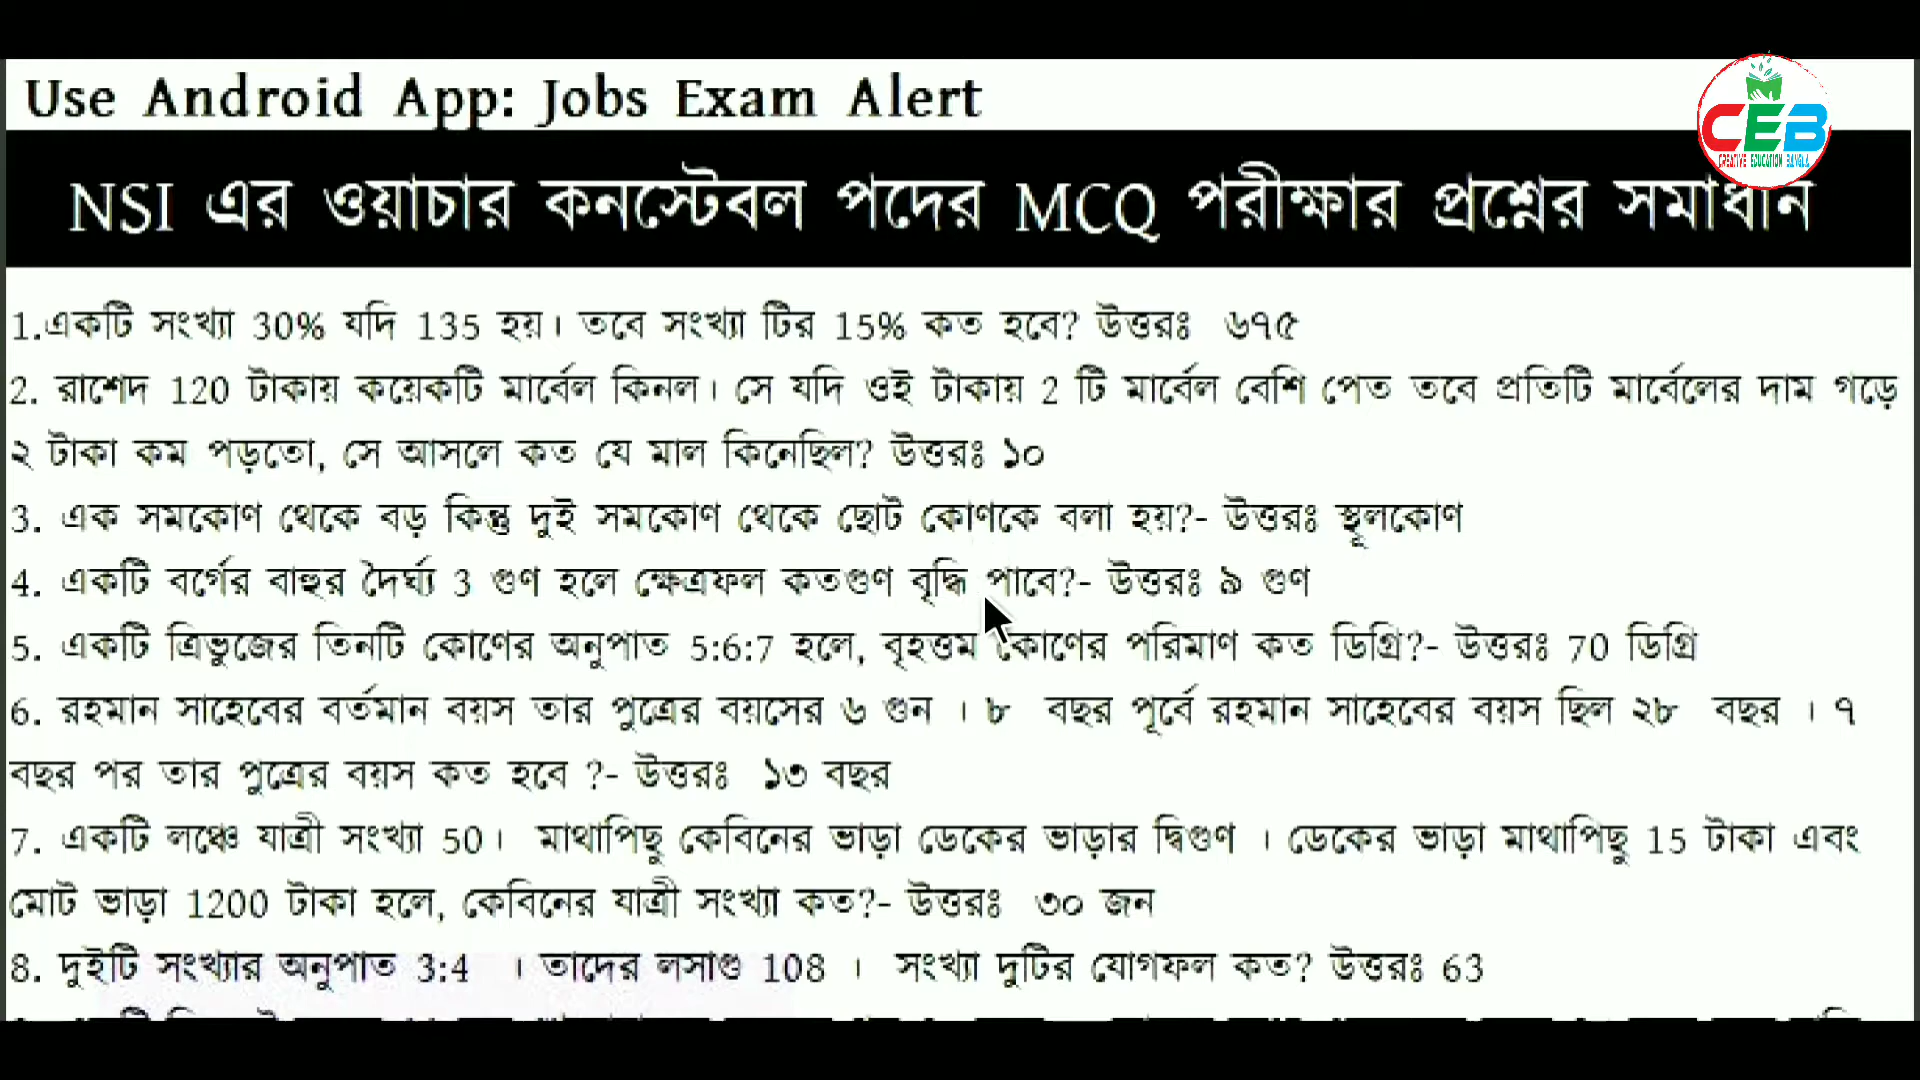 Use Android App: Jobs Exam Alert
CEB
CREATIVE EDUCATION BANGLA
NSI এর ওয়াচার কনস্টেবল পদের MCQ পরীক্ষার প্রশ্নের সমাধান
1.একটি সংখ্যা 30% যদি 135 হয়। তবে সংখ্যা টির 15% কত হবে? উত্তরঃ ৬৭৫
2. রাশেদ 120 টাকায় কয়েকটি মার্বেল কিনল। সে যদি ওই টাকায় 2 টি মার্বেল বেশি পেত তবে প্রতিটি মার্বেলের দাম গড়ে
২ টাকা কম পড়তো, সে আসলে কত যে মাল কিনেছিল? উত্তরঃ ১০
3. এক সমকোণ থেকে বড় কিন্তু দুই সমকোণ থেকে ছোট কোণকে বলা হয়?- উত্তরঃ স্থূলকোণ
4. একটি বর্গের বাহুর দৈর্ঘ্য 3 গুণ হলে ক্ষেত্রফল কতগুণ বৃদ্ধি পাবে?- উত্তরঃ ৯ গুণ
5. একটি ত্রিভুজের তিনটি কোণের অনুপাত 5:6:7 হলে, বৃহত্তম কোণের পরিমাণ কত ডিগ্রি?- উত্তরঃ 70 ডিগ্রি
6. রহমান সাহেবের বর্তমান বয়স তার পুত্রের বয়সের ৬ গুন । ৮ বছর পূর্বে রহমান সাহেবের বয়স ছিল ২৮ বছর । ৭
বছর পর তার পুত্রের বয়স কত হবে ?- উত্তরঃ ১৩ বছর
7. একটি লঞ্চে যাত্রী সংখ্যা 50। মাথাপিছু কেবিনের ভাড়া ডেকের ভাড়ার দ্বিগুণ । ডেকের ভাড়া মাথাপিছু 15 টাকা এবং
মোট ভাড়া 1200 টাকা হলে, কেবিনের যাত্রী সংখ্যা কত?- উত্তরঃ ৩০ জন
8. দুইটি সংখ্যার অনুপাত 3:4 । তাদের লসাগু 108 । সংখ্যা দুটির যোগফল কত? উত্তরঃ 63